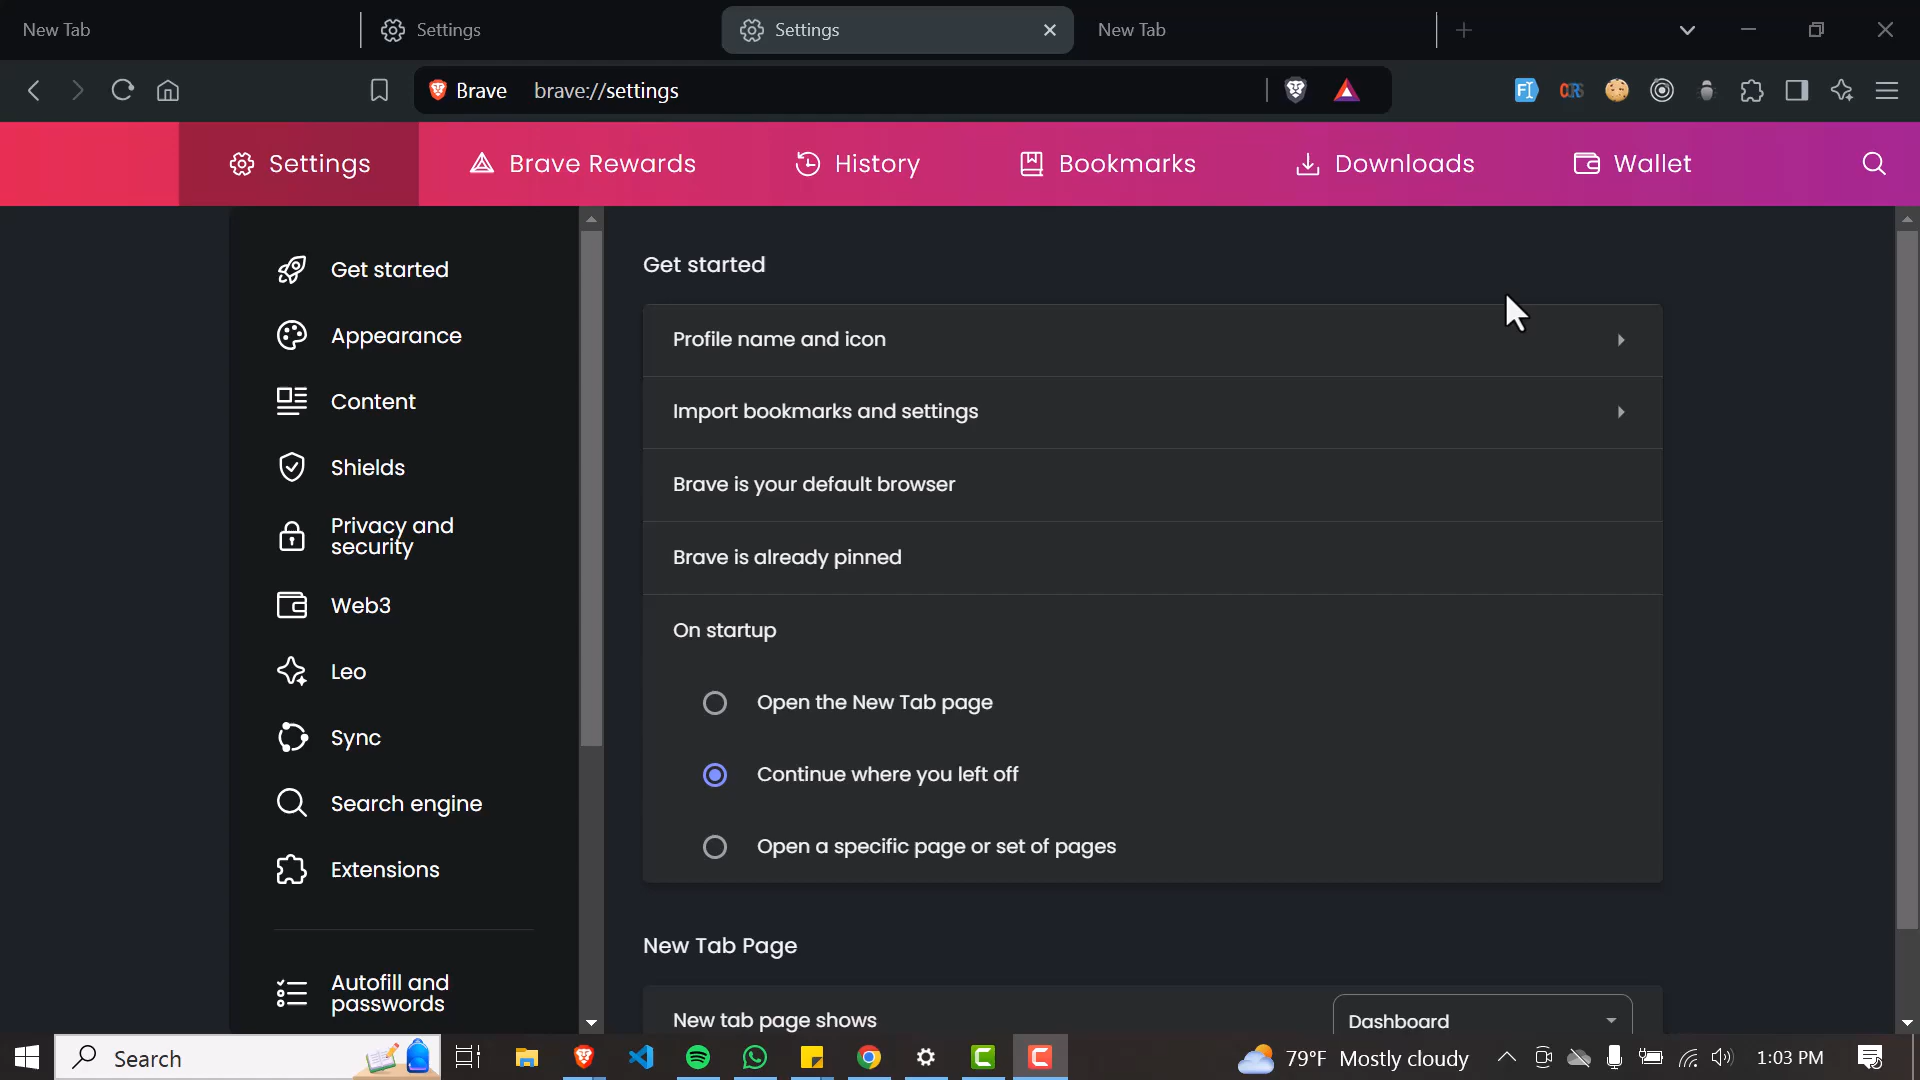 New Tab
Settings
Settings
New Tab
Brave brave://settings
FI
CORS
Settings
Brave Rewards
History
Bookmarks
Downloads
Wallet
Get started
Appearance
Content
Shields
Privacy and
security
Web3
Leo
Sync
Search engine
Extensions
Autofill and
passwords
Get started
Profile name and icon
Import bookmarks and settings
Brave is your default browser
Brave is already pinned
On startup
Open the New Tab page
Continue where you left off
Open a specific page or set of pages
New Tab Page
New tab page shows
Dashboard
Search
79°F Mostly cloudy
1:03 PM